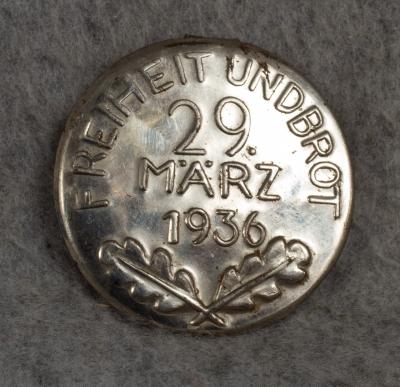 FREIHEIT UND BROT
29.
MÄRZ
1936